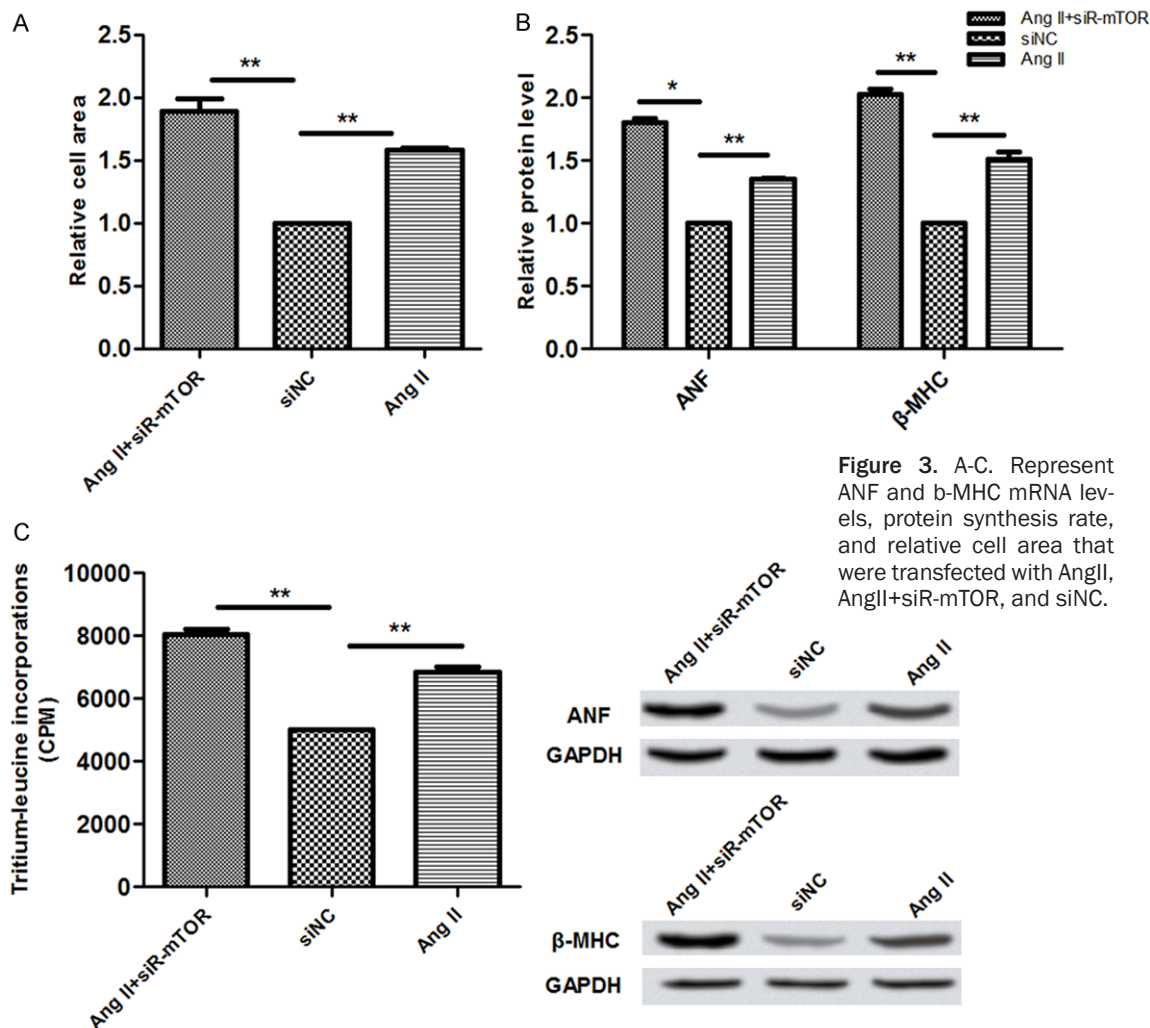 A
Relative cell area
2.5
2.0
1.5
1.0
0.5
0.0
**
**
Ang II+siR-mTOR
siNC
Ang II
B
Relative protein level
2.5
2.0
1.5
1.0
0.5
0.0
*
**
**
**
ANF
β-MHC
Ang II+siR-mTOR
siNC
Ang II
Figure 3. A-C. Represent
ANF and b-MHC mRNA lev-
els, protein synthesis rate,
and relative cell area that
were transfected with AngII,
AngII+siR-mTOR, and siNC.
C
Tritium-leucine incorporations
(CPM)
10000
8000
6000
4000
2000
0
**
**
Ang II+siR-mTOR
siNC
Ang II
Ang II+siR-mTOR
siNC
Ang II
ANF
GAPDH
Ang II+siR-mTOR
siNC
Ang II
β-MHC
GAPDH